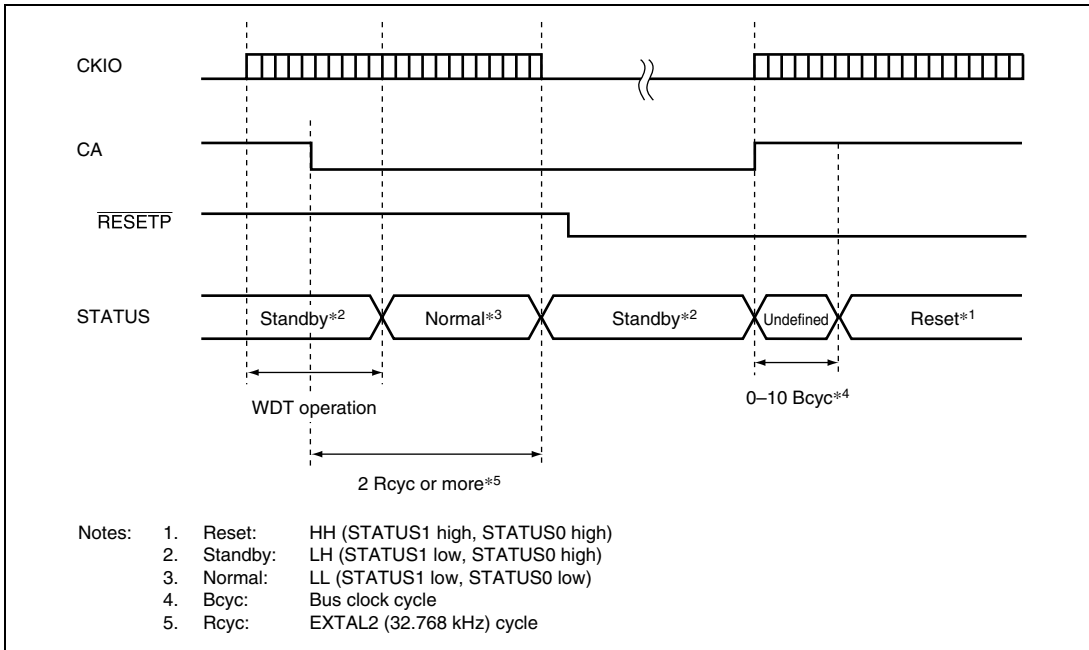 CKIO
CA
RESETP
STATUS
Standby*2 Normal*3 Standby*2 Undefined Reset*1
WDT operation
0–10 Bcyc*4
2 Rcyc or more*5
Notes: 1. Reset: HH (STATUS1 high, STATUS0 high)
2. Standby: LH (STATUS1 low, STATUS0 high)
3. Normal: LL (STATUS1 low, STATUS0 low)
4. Bcyc: Bus clock cycle
5. Rcyc: EXTAL2 (32.768 kHz) cycle